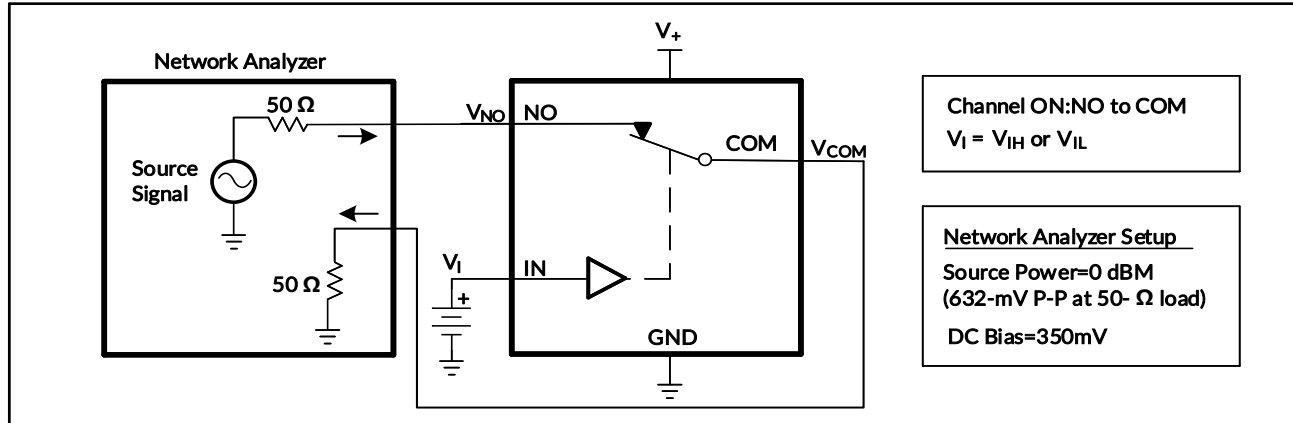 V+
Network Analyzer
50 Ω
VNO
NO
COM
VCOM
Source
Signal
VI
IN
50 Ω
+
GND
Channel ON:NO to COM
VI = VIH or VIL
Network Analyzer Setup
Source Power=0 dBM
(632-mV P-P at 50- Ω load)
DC Bias=350mV